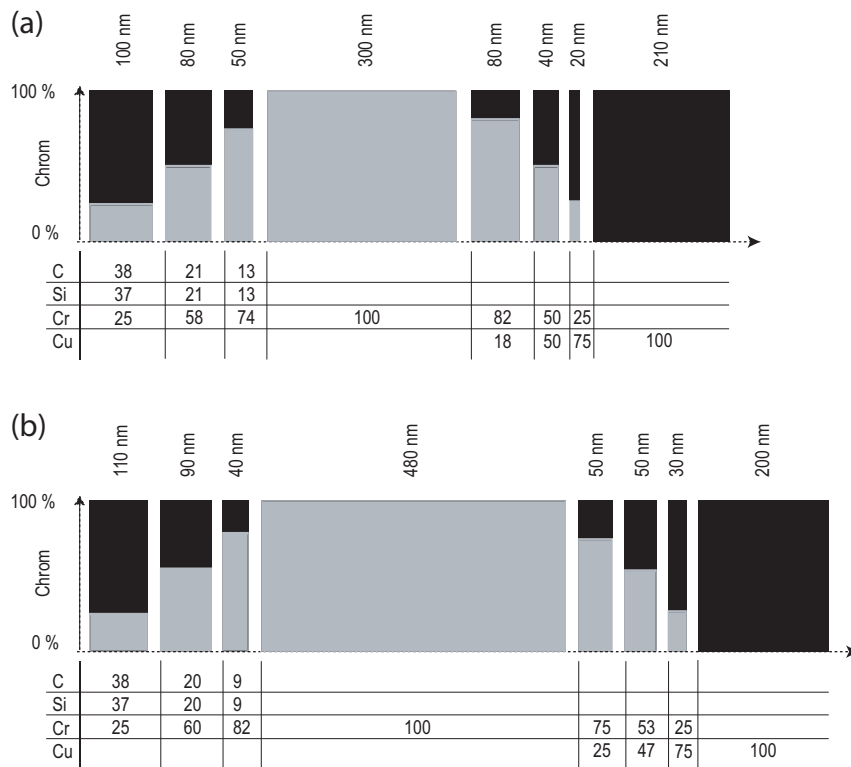 (a)
100 nm 80 nm 50 nm 300 nm 80 nm 40 nm 20 nm 210 nm
100 %
Chrom
0 %
C 38 21 13
Si 37 21 13
Cr 25 58 74 100 82 50 25
Cu 18 50 75 100
(b)
110 nm 90 nm 40 nm 480 nm 50 nm 50 nm 30 nm 200 nm
100 %
Chrom
0 %
C 38 20 9
Si 37 20 9
Cr 25 60 82 100 75 53 25
Cu 25 47 75 100